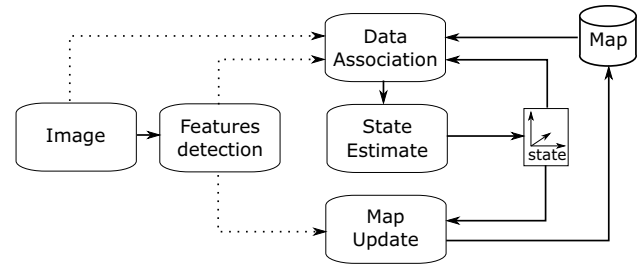 Data
Association
Map
Image
Features
detection
State
Estimate
state
Map
Update